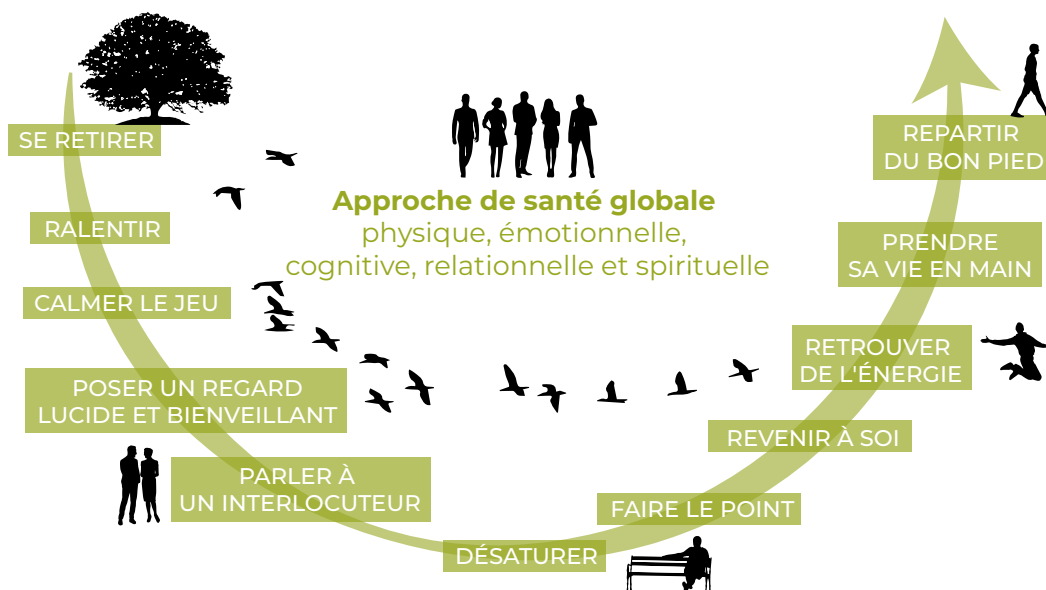 SE RETIRER
RALENTIR
CALMER LE JEU
POSER UN REGARD
LUCIDE ET BIENVEILLANT
PARLER À
UN INTERLOCUTEUR
DÉSATURER
FAIRE LE POINT
REVENIR À SOI
RETROUVER
DE L'ÉNERGIE
PRENDRE
SA VIE EN MAIN
REPARTIR
DU BON PIED
Approche de santé globale
physique, émotionnelle,
cognitive, relationnelle et spirituelle